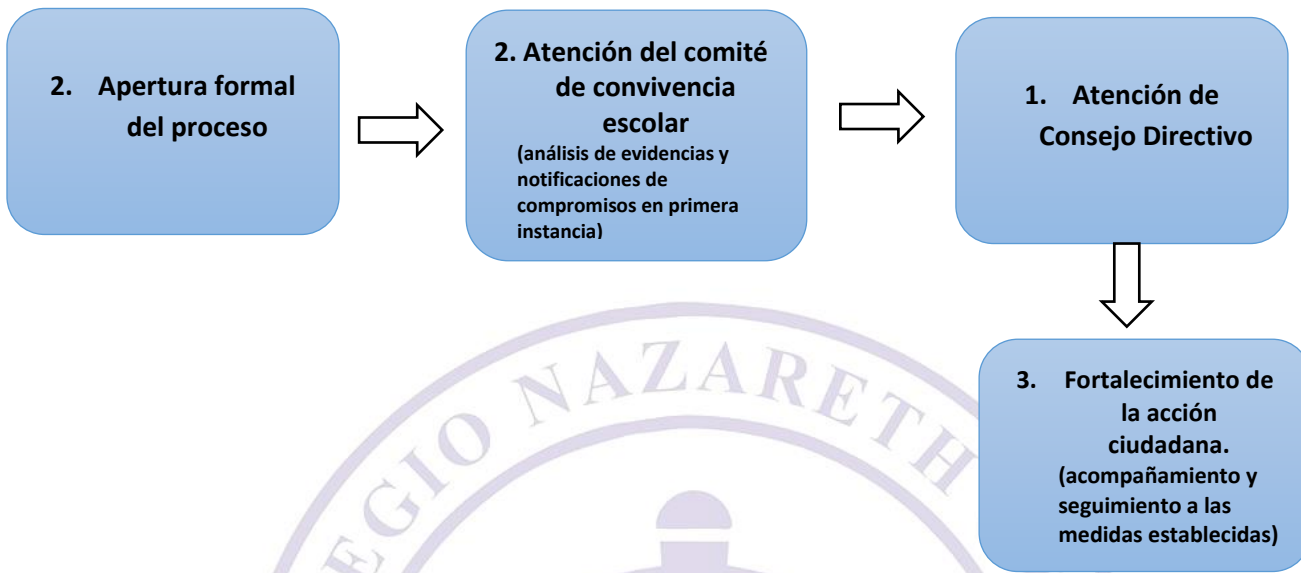 2. Apertura formal
del proceso
2. Atención del comité
de convivencia
escolar
(análisis de evidencias y
notificaciones de
compromisos en primera
instancia)
1. Atención de
Consejo Directivo
3. Fortalecimiento de
la acción
ciudadana.
(acompañamiento y
seguimiento a las
medidas establecidas)
EGIO NAZARETH